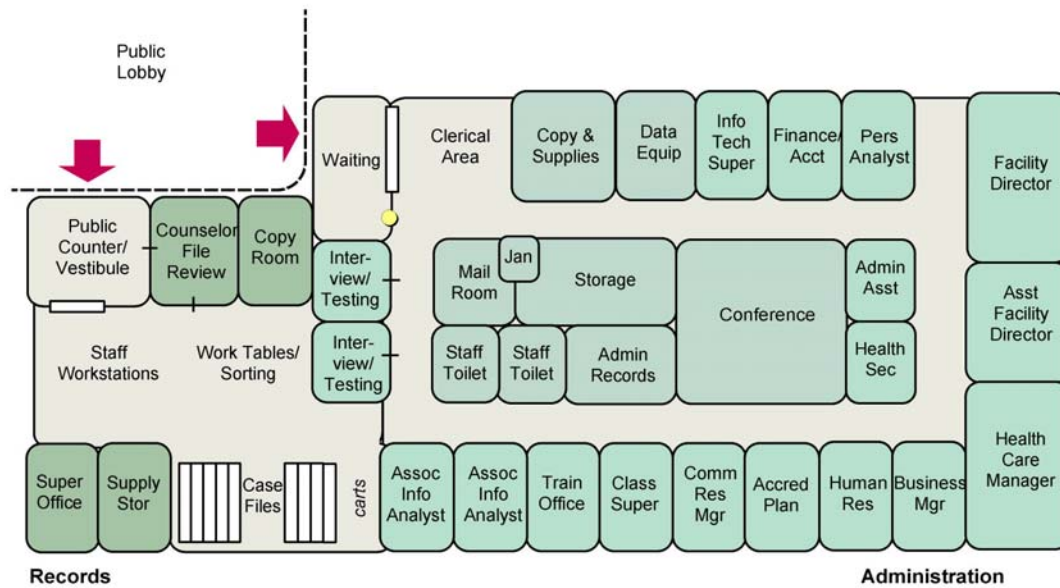 Public
Lobby
Waiting
Clerical
Area
Copy &
Supplies
Data
Equip
Info
Tech
Super
Finance/
Acct
Pers
Analyst
Facility
Director
Public
Counter/
Vestibule
Counselor
File
Review
Copy
Room
Inter-
view/
Testing
Mail
Room
Jan
Storage
Conference
Admin
Asst
Asst
Facility
Director
Staff
Workstations
Work Tables/
Sorting
Inter-
view/
Testing
Staff
Toilet
Staff
Toilet
Admin
Records
Health
Sec
Health
Care
Manager
Super
Office
Supply
Stor
Case
Files
carts
Assoc
Info
Analyst
Assoc
Info
Analyst
Train
Office
Class
Super
Comm
Res
Mgr
Accred
Plan
Human
Res
Business
Mgr
Records
Administration